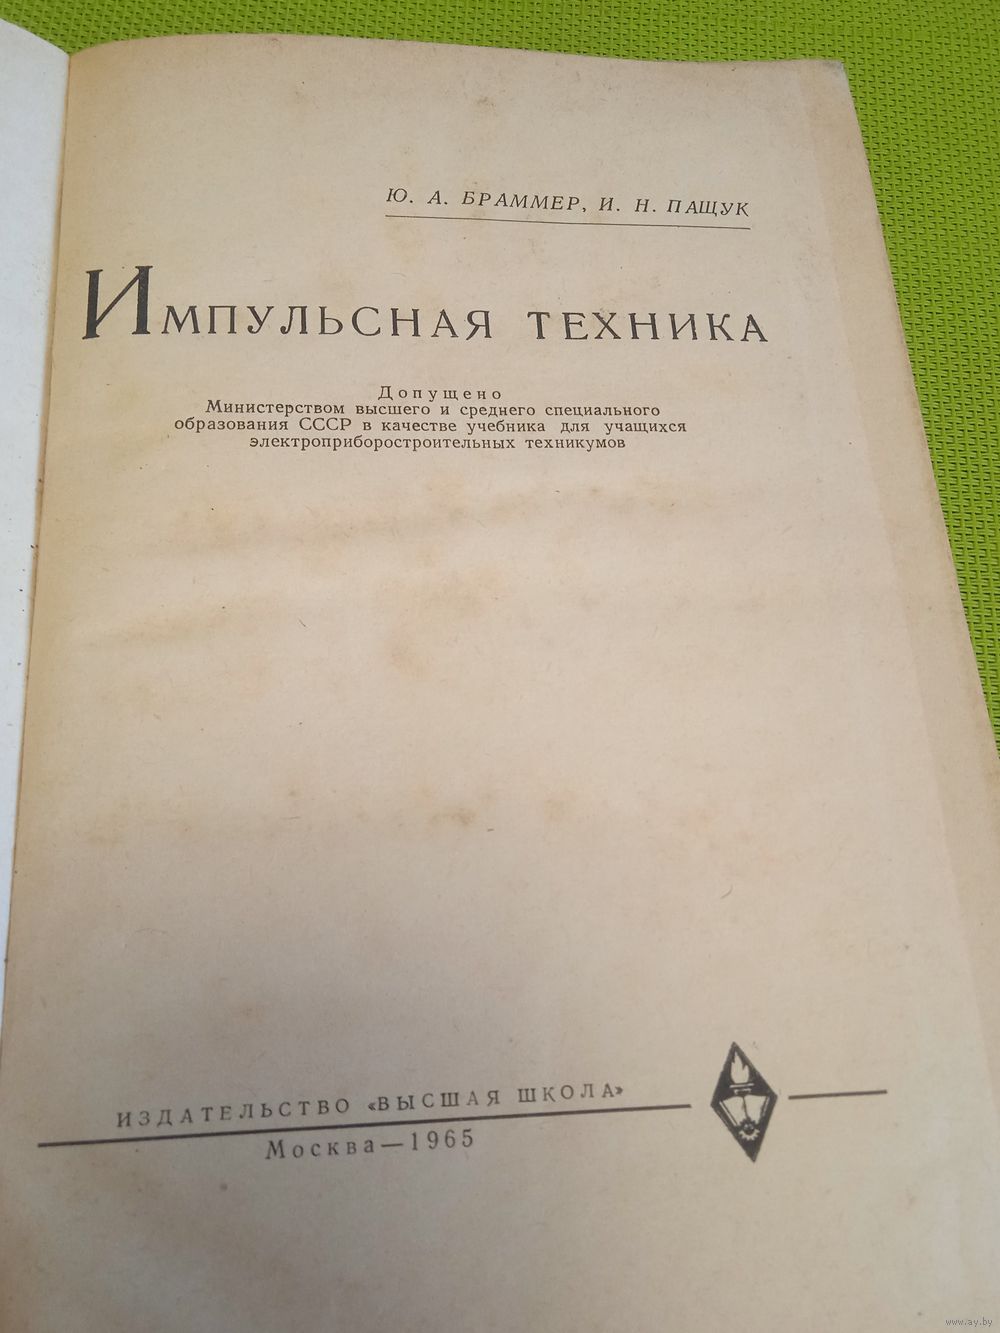 Ю. А. БРАММЕР, И. Н. ПАЩУК
ИМПУЛЬСНАЯ ТЕХНИКА
Допущено
Министерством высшего и среднего специального
образования СССР в качестве учебника для учащихся
электроприборостроительных техникумов
ИЗДАТЕЛЬСТВО «ВЫСШАЯ ШКОЛА»
Москва—1965
www.ay.by